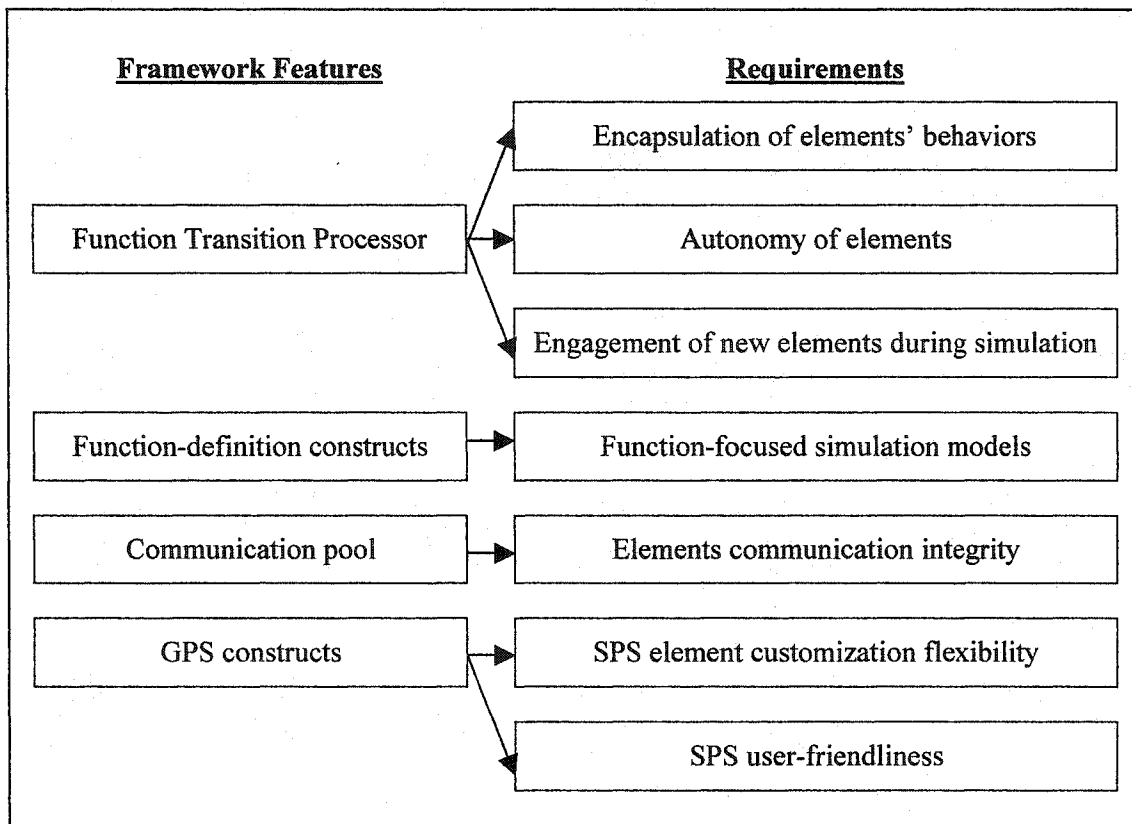 Framework Features
Requirements
Encapsulation of elements' behaviors
Function Transition Processor
Autonomy of elements
Engagement of new elements during simulation
Function-definition constructs
Function-focused simulation models
Communication pool
Elements communication integrity
GPS constructs
SPS element customization flexibility
SPS user-friendliness